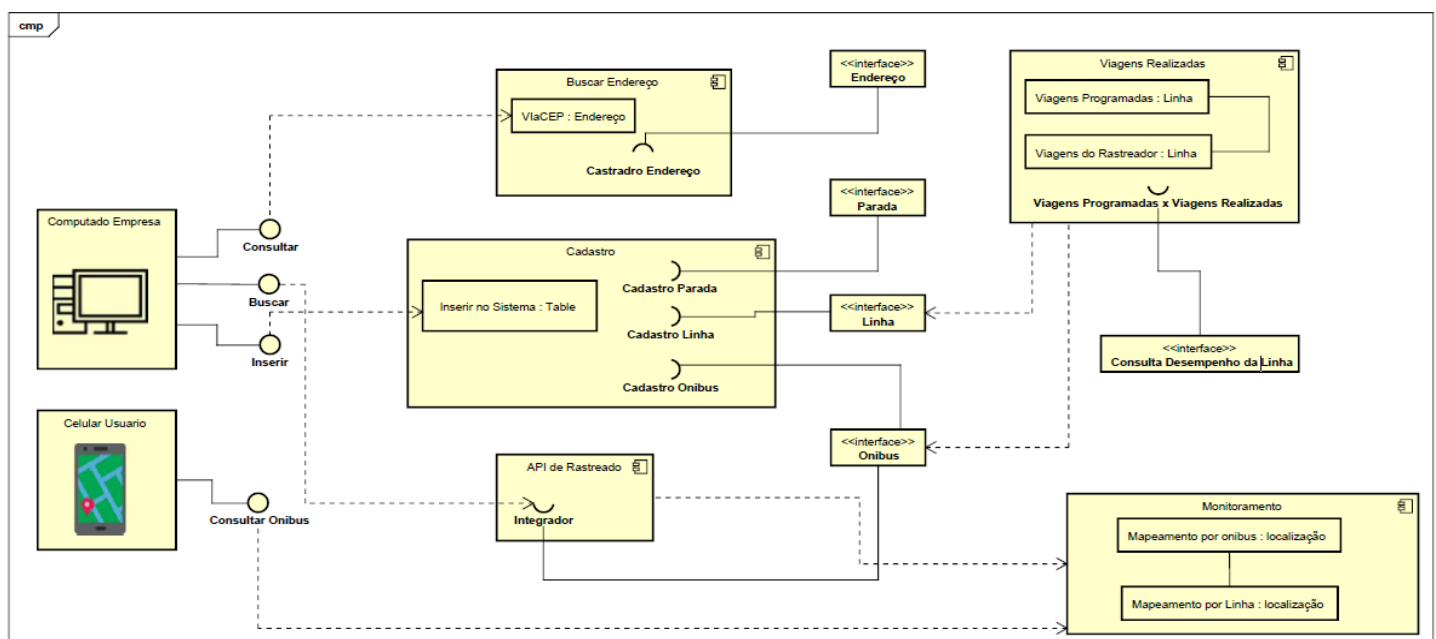 cmp
Buscar Endereço
VIaCEP : Endereço
Castradro Endereço
<<interface>>
Endereço
Viagens Realizadas
Viagens Programadas : Linha
Viagens do Rastreador : Linha
Viagens Programadas x Viagens Realizadas
<<interface>>
Parada
Computado Empresa
Consultar
Buscar
Inserir
Cadastro
Inserir no Sistema : Table
Cadastro Parada
Cadastro Linha
Cadastro Onibus
<<interface>>
Linha
<<interface>>
Consulta Desempenho da Linha
Celular Usuario
Consultar Onibus
API de Rastreado
Integrador
<<interface>>
Onibus
Monitoramento
Mapeamento por onibus : localização
Mapeamento por Linha : localização